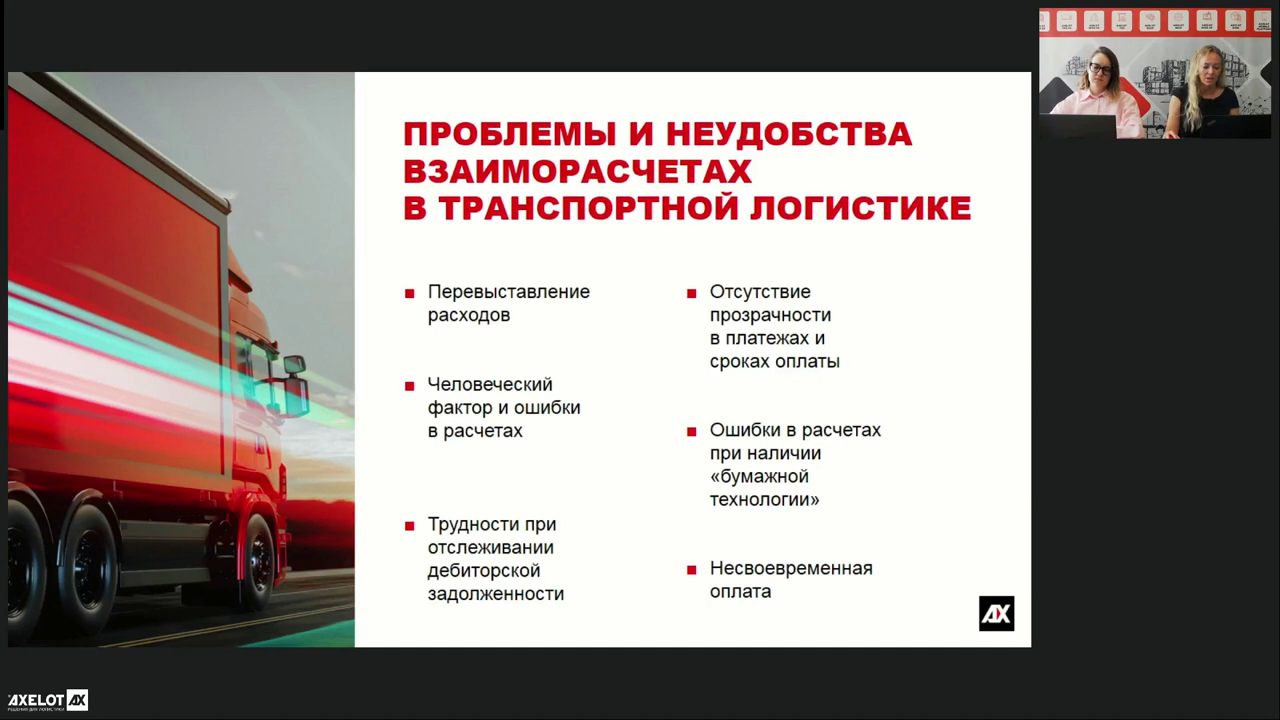 ПРОБЛЕМЫ И НЕУДОБСТВА
ВЗАИМОРАСЧЕТАХ
В ТРАНСПОРТНОЙ ЛОГИСТИКЕ
Перевыставление
расходов
Человеческий
фактор и ошибки
в расчетах
Трудности при
отслеживании
дебиторской
задолженности
Отсутствие
прозрачности
в платежах и
сроках оплаты
Ошибки в расчетах
при наличии
«бумажной
технологии»
Несвоевременная
оплата
AX
AXELOT AX